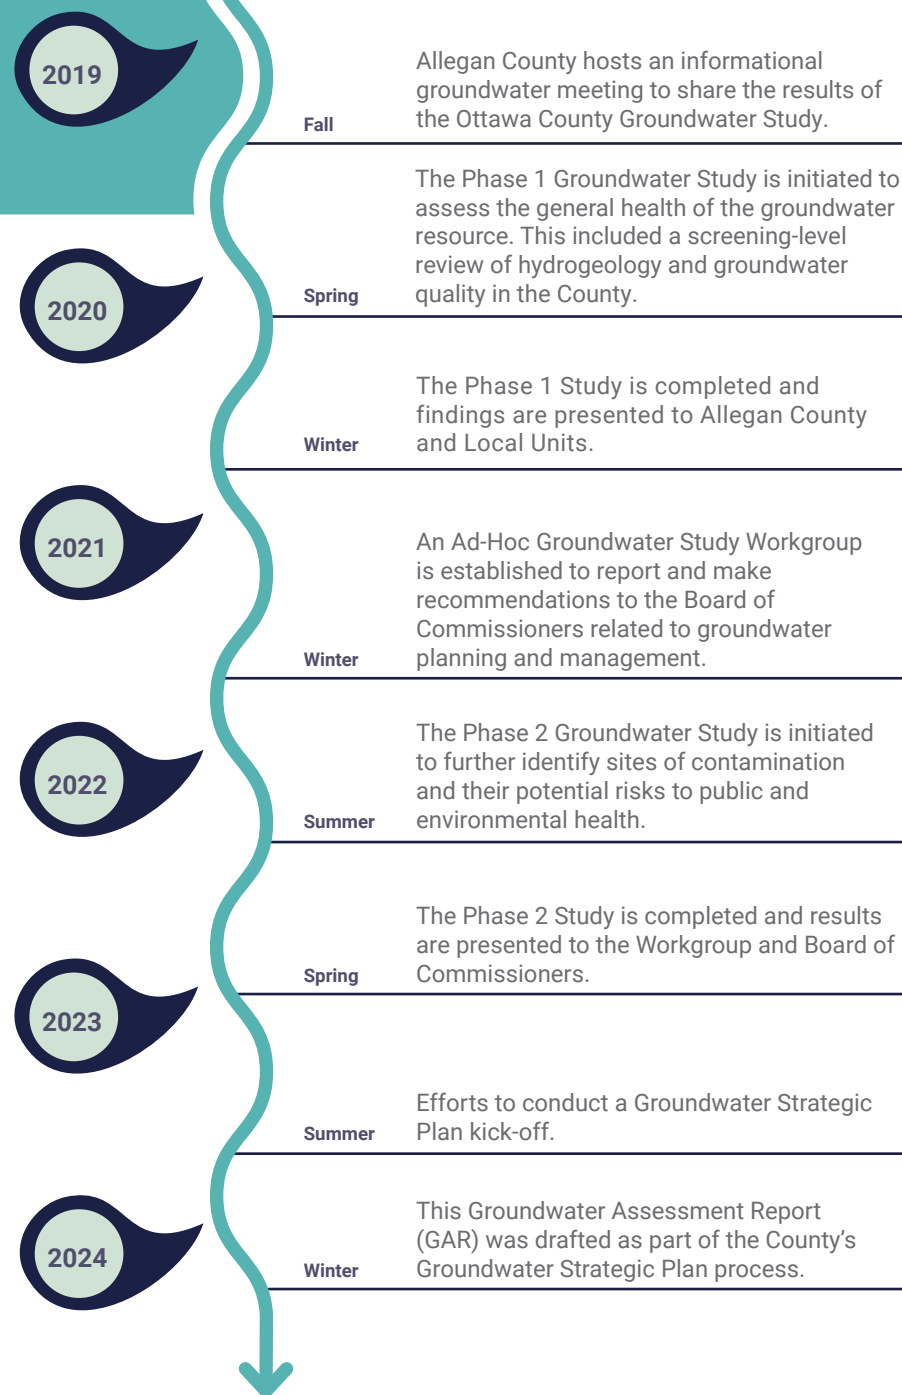 2019
Allegan County hosts an informational
groundwater meeting to share the results of
the Ottawa County Groundwater Study.
Fall
The Phase 1 Groundwater Study is initiated to
assess the general health of the groundwater
resource. This included a screening-level
review of hydrogeology and groundwater
quality in the County.
Spring
2020
The Phase 1 Study is completed and
findings are presented to Allegan County
and Local Units.
Winter
2021
An Ad-Hoc Groundwater Study Workgroup
is established to report and make
recommendations to the Board of
Commissioners related to groundwater
planning and management.
Winter
2022
The Phase 2 Groundwater Study is initiated
to further identify sites of contamination
and their potential risks to public and
environmental health.
Summer
The Phase 2 Study is completed and results
are presented to the Workgroup and Board of
Commissioners.
Spring
2023
Efforts to conduct a Groundwater Strategic
Plan kick-off.
Summer
2024
This Groundwater Assessment Report
(GAR) was drafted as part of the County’s
Groundwater Strategic Plan process.
Winter